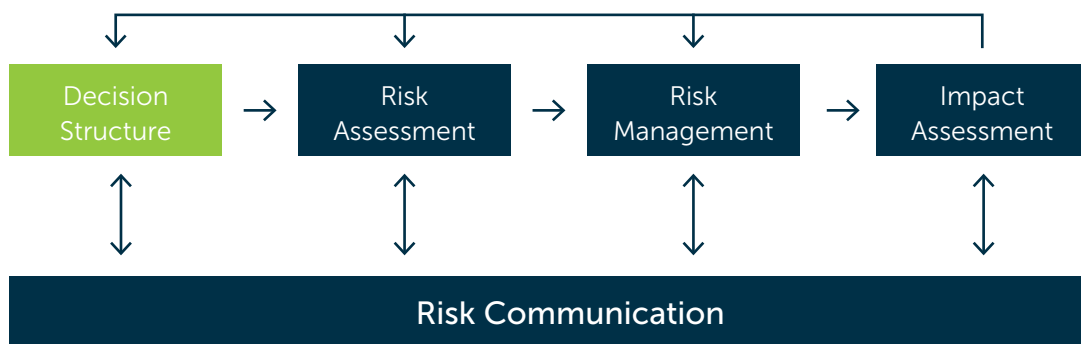 Decision
Structure
Risk
Assessment
Risk
Management
Impact
Assessment
Risk Communication